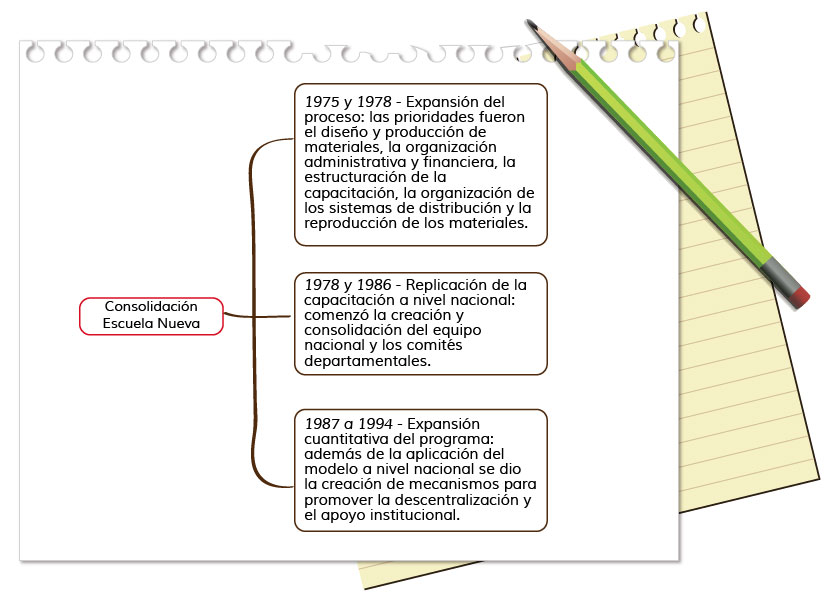 1975 y 1978 - Expansión del
proceso: las prioridades fueron
el diseño y producción de
materiales, la organización
administrativa y financiera, la
estructuración de la
capacitación, la organización de
los sistemas de distribución y la
reproducción de los materiales.
Consolidación
Escuela Nueva
1978 y 1986 - Replicación de la
capacitación a nivel nacional:
comenzó la creación y
consolidación del equipo
nacional y los comités
departamentales.
1987 a 1994 - Expansión
cuantitativa del programa:
además de la aplicación del
modelo a nivel nacional se dio
la creación de mecanismos para
promover la descentralización y
el apoyo institucional.